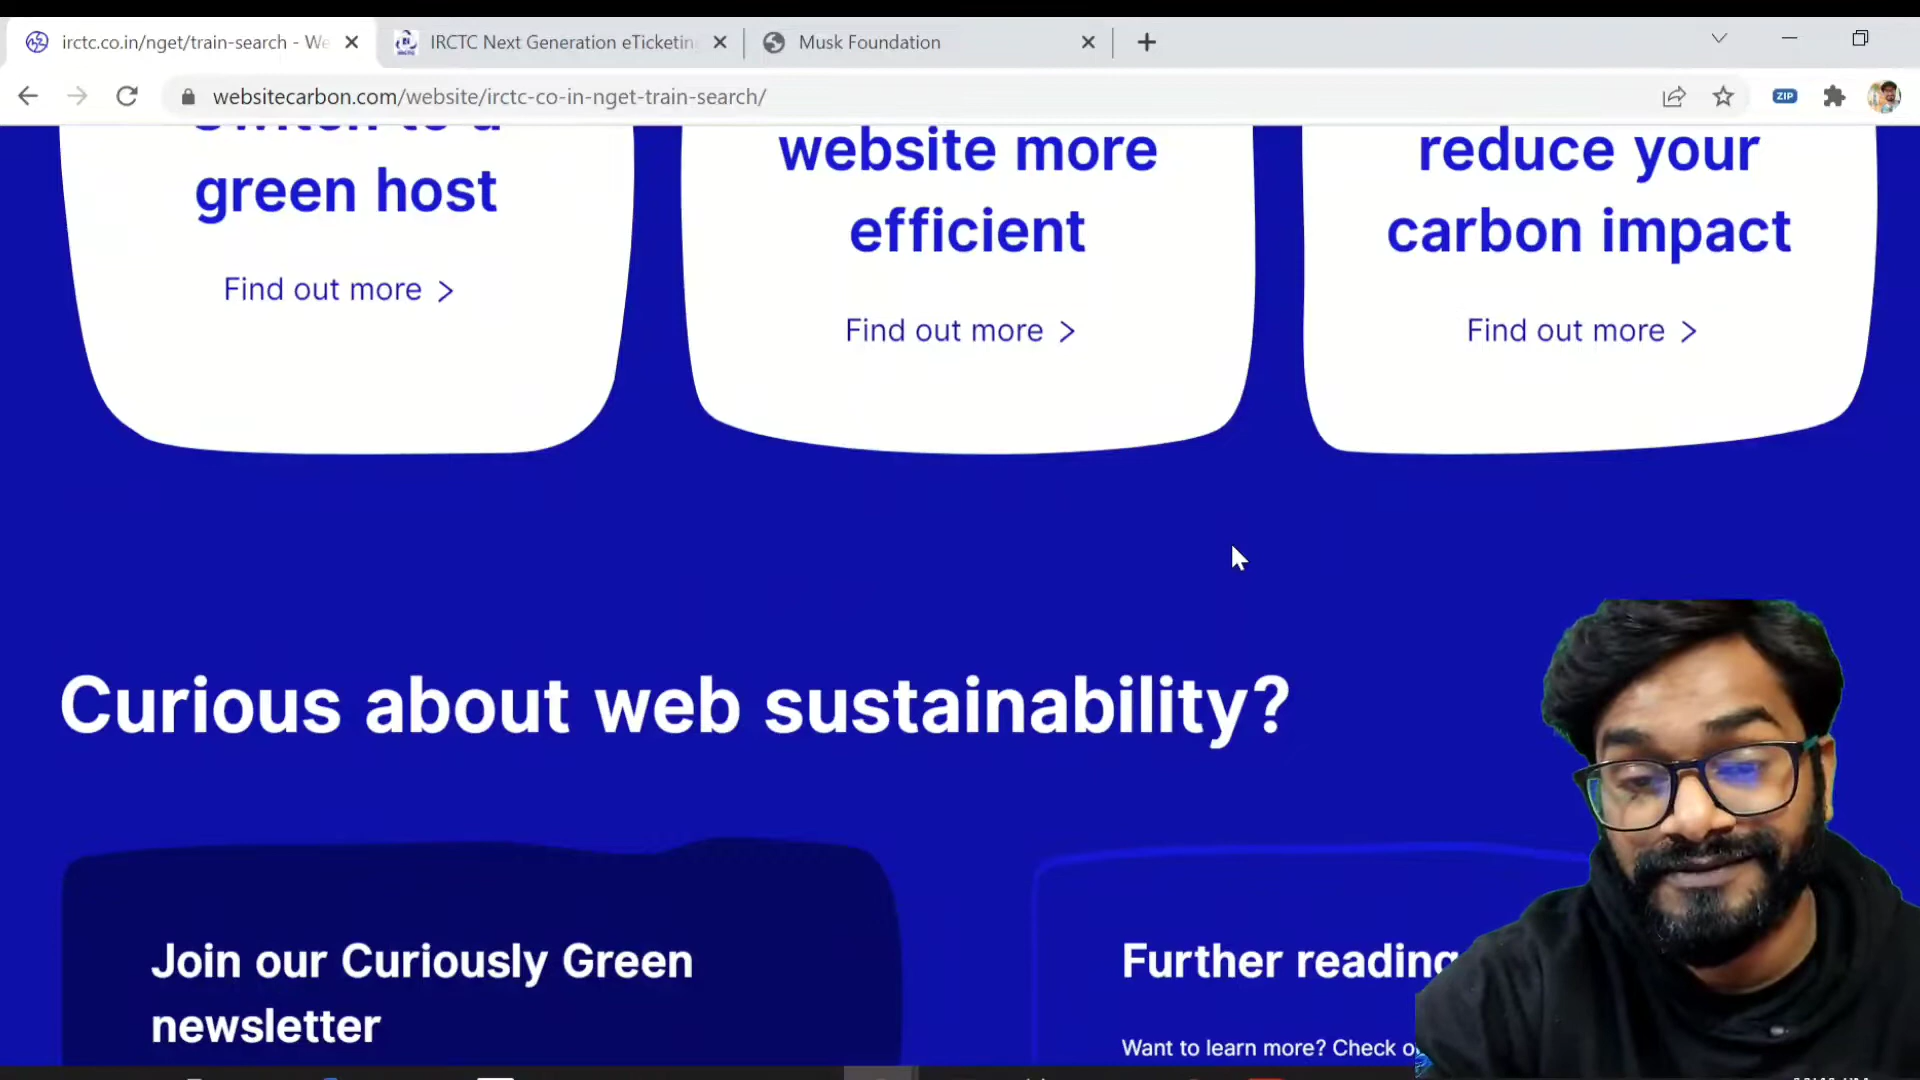 irctc.co.in/nget/train-search - We
IRCTC Next Generation eTicketin
Musk Foundation
websitecarbon.com/website/irctc-co-in-nget-train-search/
ZIP
Switch to a
green host
Find out more
website more
efficient
Find out more
reduce your
carbon impact
Find out more
Curious about web sustainability?
Join our Curiously Green
newsletter
Further reading
Want to learn more? Check